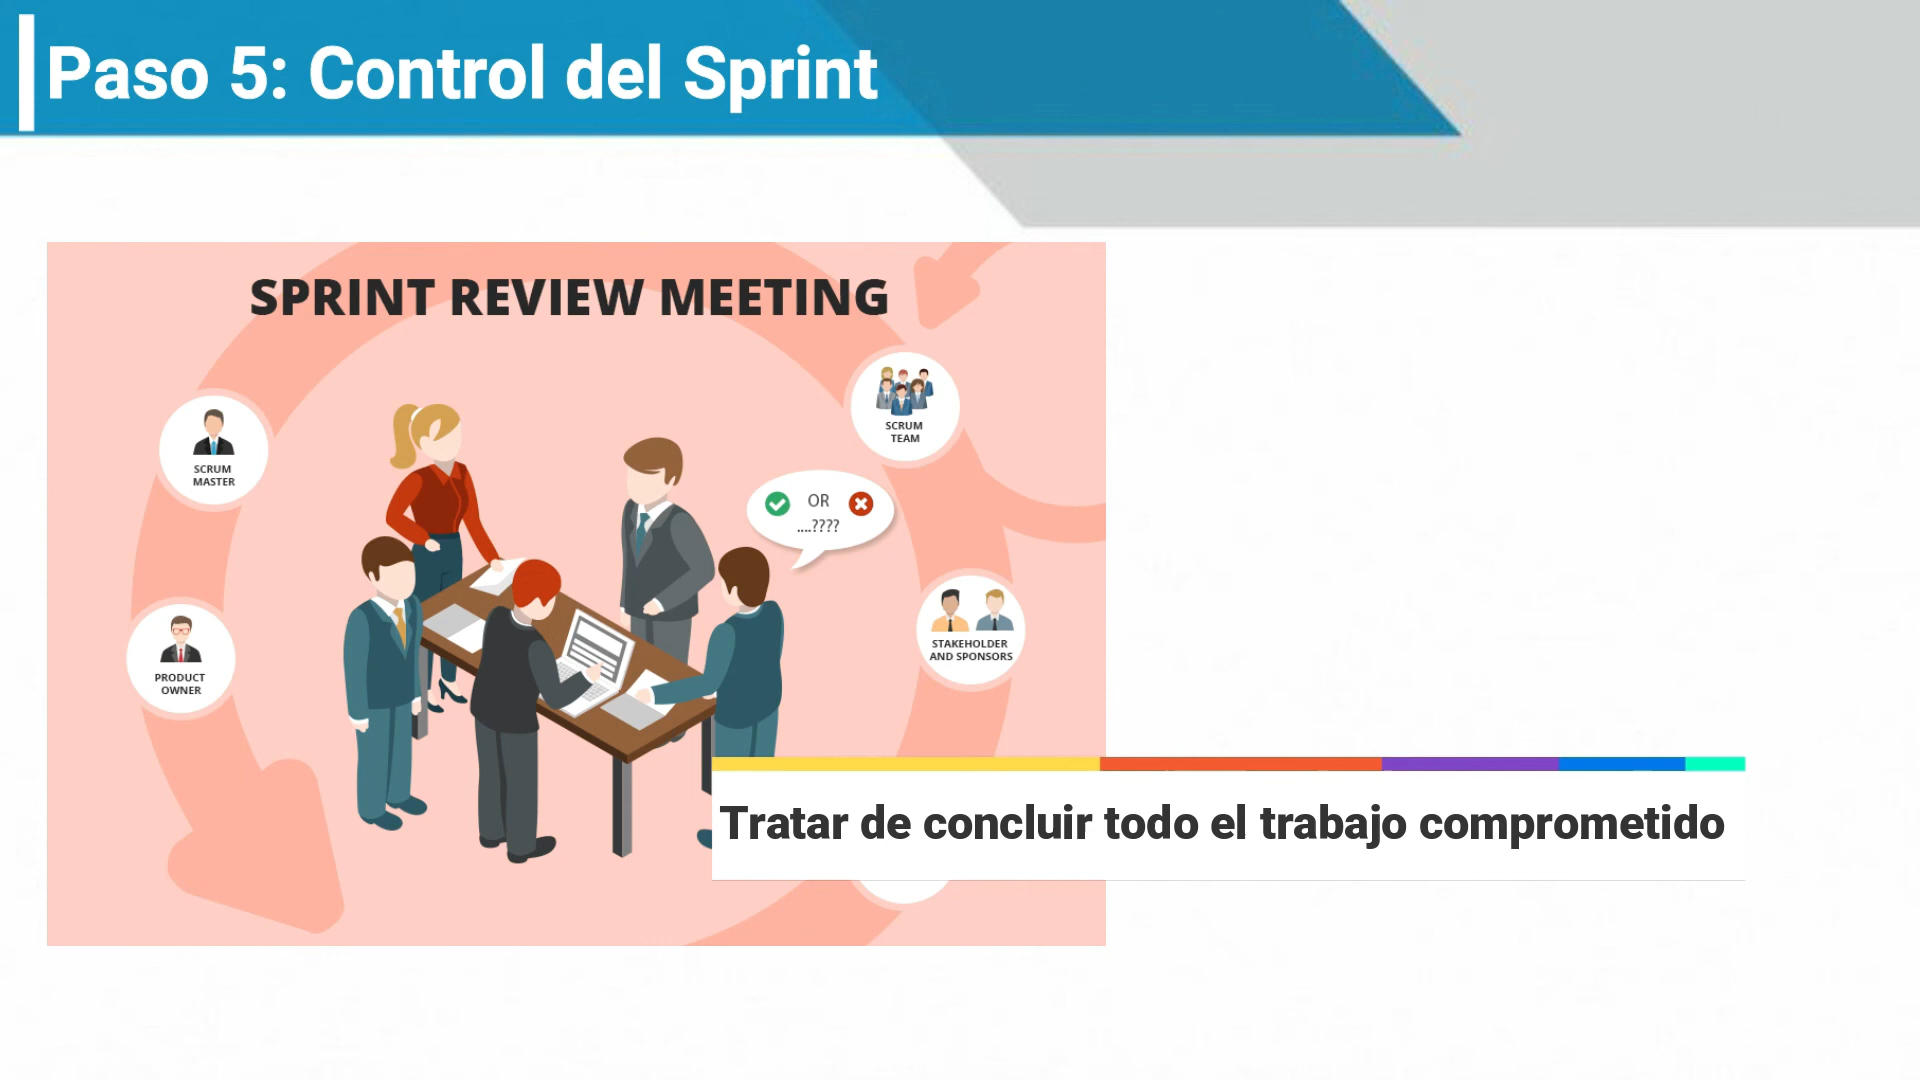 Paso 5: Control del Sprint
SPRINT REVIEW MEETING
SCRUM
TEAM
SCRUM
MASTER
OR
....????
STAKEHOLDER
AND SPONSORS
PRODUCT
OWNER
Tratar de concluir todo el trabajo comprometido